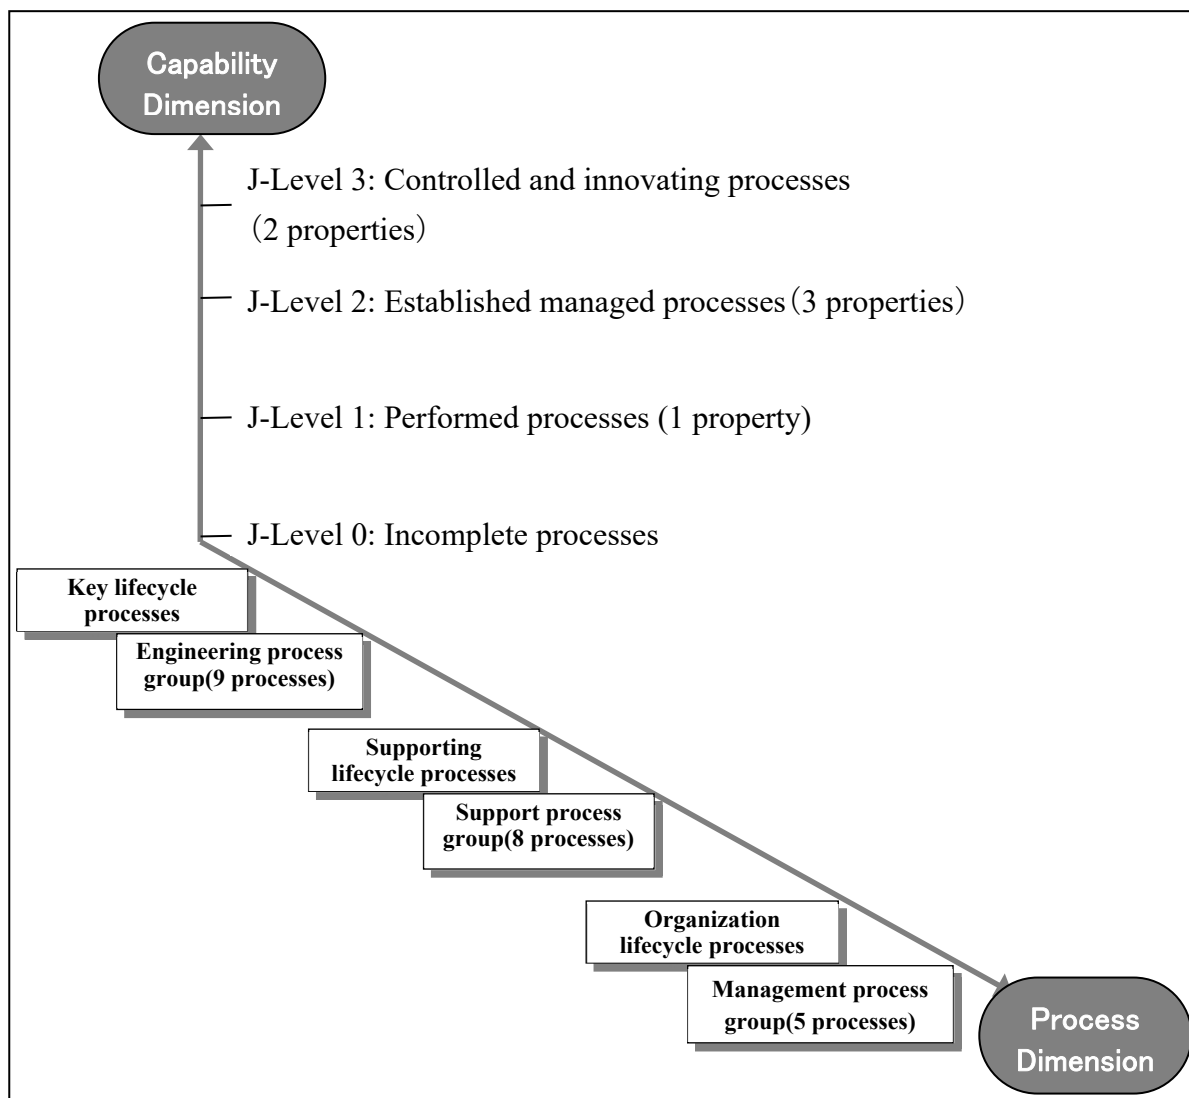 Capability
Dimension
J-Level 3: Controlled and innovating processes
（2 properties）
J-Level 2: Established managed processes（3 properties）
J-Level 1: Performed processes (1 property)
J-Level 0: Incomplete processes
Key lifecycle
processes
Engineering process
group(9 processes)
Supporting
lifecycle processes
Support process
group(8 processes)
Organization
lifecycle processes
Management process
group(5 processes)
Process
Dimension